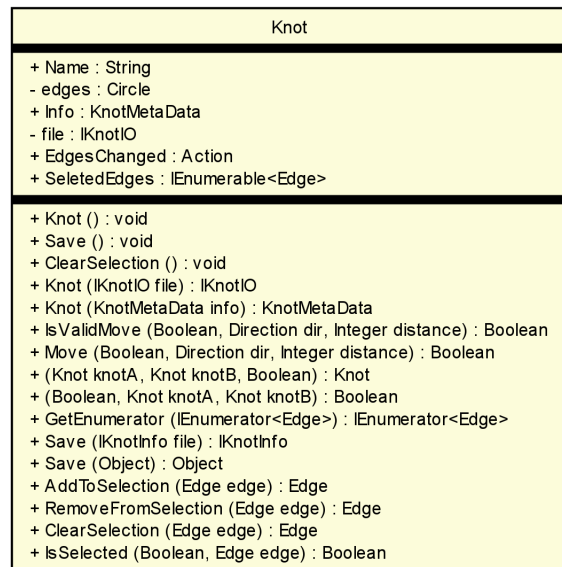 Knot
+ Name : String
- edges : Circle
+ Info : KnotMetaData
- file : IKnotIO
+ EdgesChanged : Action
+ SeletedEdges : IEnumerable<Edge>
+ Knot () : void
+ Save () : void
+ ClearSelection () : void
+ Knot (IKnotIO file) : IKnotIO
+ Knot (KnotMetaData info) : KnotMetaData
+ IsValidMove (Boolean, Direction dir, Integer distance) : Boolean
+ Move (Boolean, Direction dir, Integer distance) : Boolean
+ (Knot knotA, Knot knotB, Boolean) : Knot
+ (Boolean, Knot knotA, Knot knotB) : Boolean
+ GetEnumerator (IEnumerator<Edge>) : IEnumerator<Edge>
+ Save (IKnotInfo file) : IKnotInfo
+ Save (Object) : Object
+ AddToSelection (Edge edge) : Edge
+ RemoveFromSelection (Edge edge) : Edge
+ ClearSelection (Edge edge) : Edge
+ IsSelected (Boolean, Edge edge) : Boolean